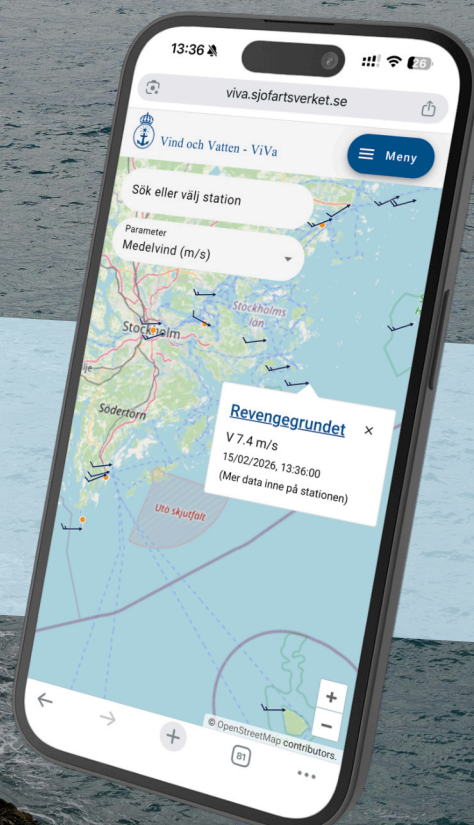 13:36
26
viva.sjofartsverket.se
Vind och Vatten - ViVa
Meny
Sök eller välj station
Parameter
Medelvind (m/s)
Stockholms
län
Stockholm
Södertorn
Revengegrundet
×
V 7.4 m/s
15/02/2026, 13:36:00
(Mer data inne på stationen)
Utö skjutfält
+
−
© OpenStreetMap contributors.
81